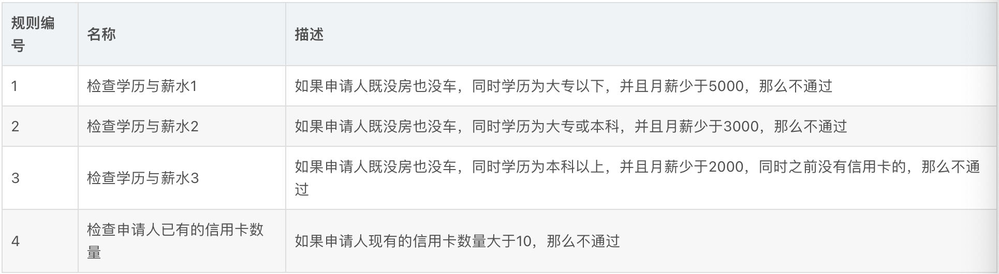 规则编
号
名称
描述
1
检查学历与薪水1
如果申请人既没房也没车，同时学历为大专以下，并且月薪少于5000，那么不通过
2
检查学历与薪水2
如果申请人既没房也没车，同时学历为大专或本科，并且月薪少于3000，那么不通过
3
检查学历与薪水3
如果申请人既没房也没车，同时学历为本科以上，并且月薪少于2000，同时之前没有信用卡的，那么不通
过
4
检查申请人已有的信用卡数
量
如果申请人现有的信用卡数量大于10，那么不通过